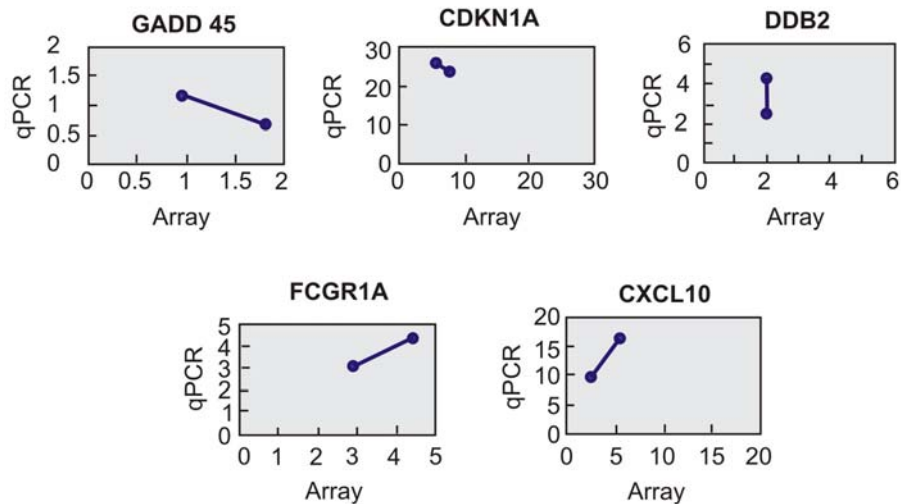 GADD 45
2
1.5
1
0.5
0
qPCR
0 0.5 1 1.5 2
Array
CDKN1A
30
20
10
0
qPCR
0 10 20 30
Array
DDB2
6
4
2
0
qPCR
0 2 4 6
Array
FCGR1A
5
4
3
2
1
0
qPCR
0 1 2 3 4 5
Array
CXCL10
20
15
10
5
0
qPCR
0 5 10 15 20
Array